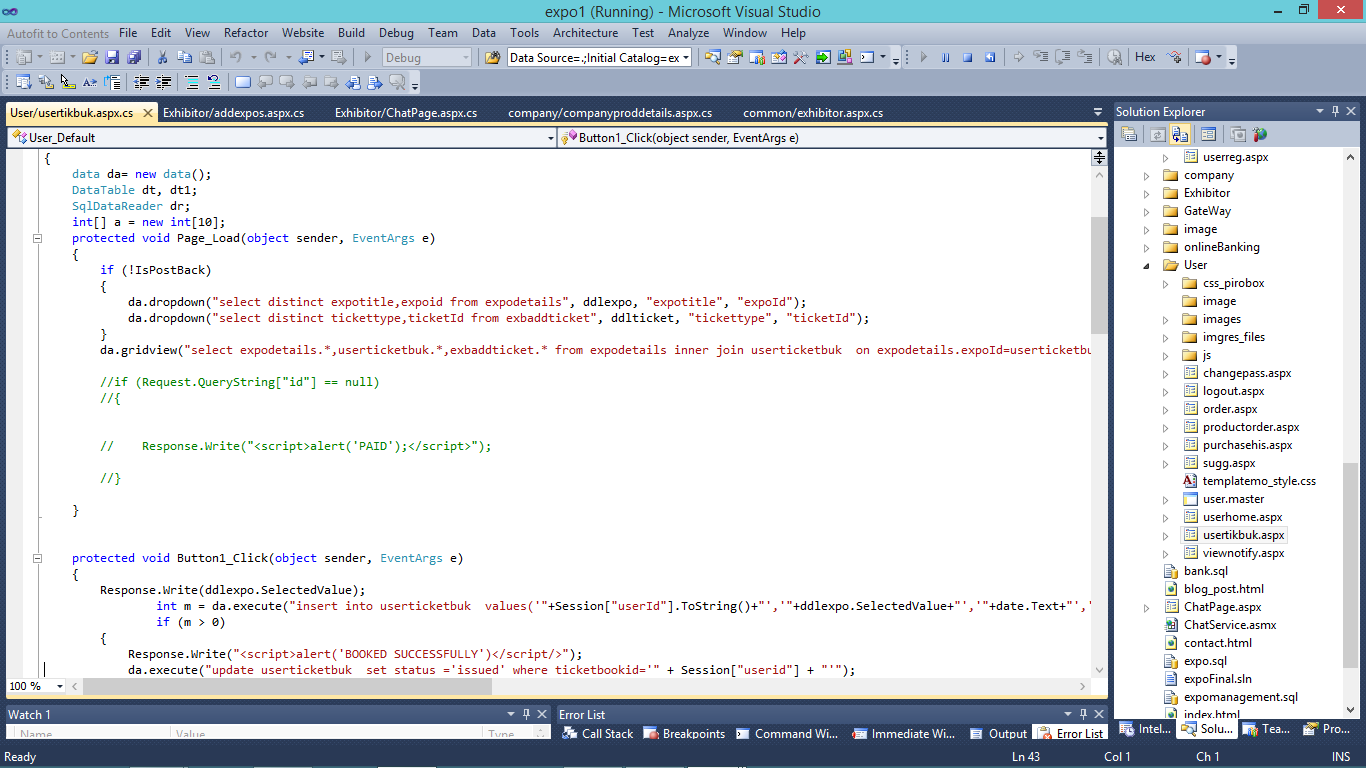 expo1 (Running) - Microsoft Visual Studio
Autofit to Contents File Edit View Refactor Website Build Debug Team Data Tools Architecture Test Analyze Window Help
Debug Data Source=.;Initial Catalog=ex Hex
User/usertikbuk.aspx.cs Exhibitor/addexpos.aspx.cs Exhibitor/ChatPage.aspx.cs company/companyproddetails.aspx.cs common/exhibitor.aspx.cs
User_Default Button1_Click(object sender, EventArgs e)
{
data da= new data();
DataTable dt, dt1;
SqlDataReader dr;
int[] a = new int[10];
protected void Page_Load(object sender, EventArgs e)
{
if (!IsPostBack)
{
da.dropdown("select distinct expotitle,expoid from expodetails", ddlexpo, "expotitle", "expoId");
da.dropdown("select distinct tickettype,ticketId from exbaddticket", ddlticket, "tickettype", "ticketId");
}
da.gridview("select expodetails.*,userticketbuk.*,exbaddticket.* from expodetails inner join userticketbuk  on expodetails.expoId=userticketbu
//if (Request.QueryString["id"] == null)
//{
//    Response.Write("<script>alert('PAID');</script>");
//}
}
protected void Button1_Click(object sender, EventArgs e)
{
Response.Write(ddlexpo.SelectedValue);
int m = da.execute("insert into userticketbuk  values('"+Session["userId"].ToString()+"','"+ddlexpo.SelectedValue+"','"+date.Text+"','
if (m > 0)
{
Response.Write("<script>alert('BOOKED SUCCESSFULLY')</script/>");
da.execute("update userticketbuk  set status ='issued' where ticketbookid='" + Session["userid"] + "'");
100 %
Solution Explorer
userreg.aspx
company
Exhibitor
GateWay
image
onlineBanking
User
css_pirobox
image
images
imgres_files
js
changepass.aspx
logout.aspx
order.aspx
productorder.aspx
purchasehis.aspx
sugg.aspx
templatemo_style.css
user.master
userhome.aspx
usertikbuk.aspx
viewnotify.aspx
bank.sql
blog_post.html
ChatPage.aspx
ChatService.asmx
contact.html
expo.sql
expoFinal.sln
expomanagement.sql
index.html
Intel... Solu... Tea... Pro...
Watch 1
Name Value Type
Error List
Call Stack Breakpoints Command Wi... Immediate Wi... Output Error List
Ready Ln 43 Col 1 Ch 1 INS